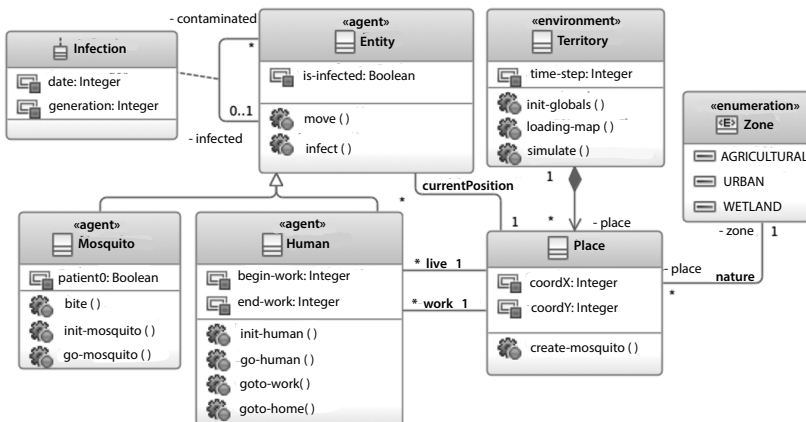 - contaminated
Infection
date: Integer
generation: Integer
*
0..1
- infected
«agent»
Entity
is-infected: Boolean
move ( )
infect ( )
«environment»
Territory
time-step: Integer
init-globals ( )
loading-map ( )
simulate ( )
«enumeration»
<E> Zone
AGRICULTURAL
URBAN
WETLAND
currentPosition
*
1
1
*
- place
- zone 1
«agent»
Mosquito
patient0: Boolean
bite ( )
init-mosquito ( )
go-mosquito ( )
«agent»
Human
begin-work: Integer
end-work: Integer
init-human ( )
go-human ( )
goto-work( )
goto-home( )
* live 1
* work 1
Place
coordX: Integer
coordY: Integer
create-mosquito ( )
- place
nature
*